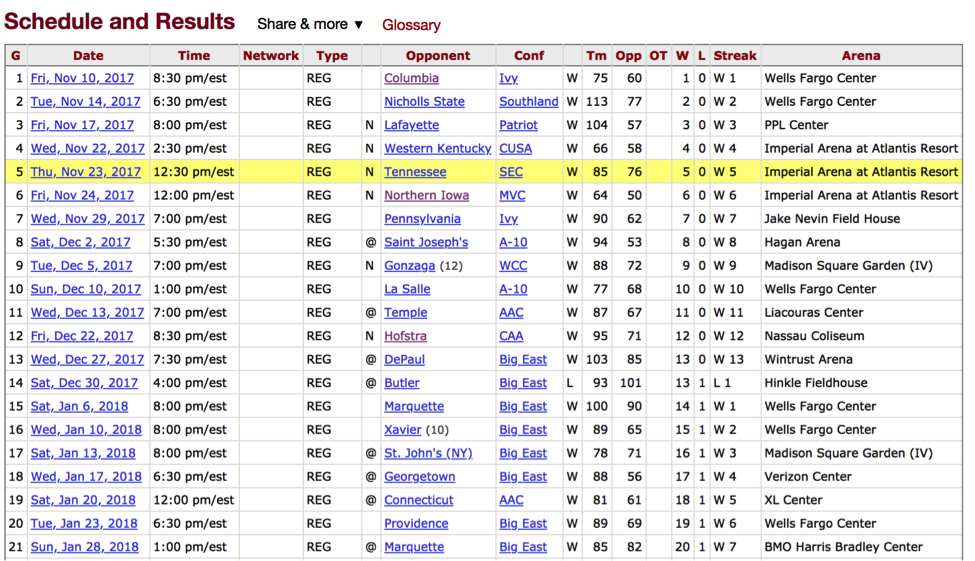 Schedule and Results Share & more ▼ Glossary
G Date Time Network Type Opponent Conf Tm Opp OT W L Streak Arena
1 Fri, Nov 10, 2017 8:30 pm/est REG Columbia Ivy W 75 60 1 0 W 1 Wells Fargo Center
2 Tue, Nov 14, 2017 6:30 pm/est REG Nicholls State Southland W 113 77 2 0 W 2 Wells Fargo Center
3 Fri, Nov 17, 2017 8:00 pm/est REG N Lafayette Patriot W 104 57 3 0 W 3 PPL Center
4 Wed, Nov 22, 2017 2:30 pm/est REG N Western Kentucky CUSA W 66 58 4 0 W 4 Imperial Arena at Atlantis Resort
5 Thu, Nov 23, 2017 12:30 pm/est REG N Tennessee SEC W 85 76 5 0 W 5 Imperial Arena at Atlantis Resort
6 Fri, Nov 24, 2017 12:00 pm/est REG N Northern Iowa MVC W 64 50 6 0 W 6 Imperial Arena at Atlantis Resort
7 Wed, Nov 29, 2017 7:00 pm/est REG Pennsylvania Ivy W 90 62 7 0 W 7 Jake Nevin Field House
8 Sat, Dec 2, 2017 5:30 pm/est REG @ Saint Joseph's A-10 W 94 53 8 0 W 8 Hagan Arena
9 Tue, Dec 5, 2017 7:00 pm/est REG N Gonzaga (12) WCC W 88 72 9 0 W 9 Madison Square Garden (IV)
10 Sun, Dec 10, 2017 1:00 pm/est REG La Salle A-10 W 77 68 10 0 W 10 Wells Fargo Center
11 Wed, Dec 13, 2017 7:00 pm/est REG @ Temple AAC W 87 67 11 0 W 11 Liacouras Center
12 Fri, Dec 22, 2017 8:30 pm/est REG N Hofstra CAA W 95 71 12 0 W 12 Nassau Coliseum
13 Wed, Dec 27, 2017 7:30 pm/est REG @ DePaul Big East W 103 85 13 0 W 13 Wintrust Arena
14 Sat, Dec 30, 2017 4:00 pm/est REG @ Butler Big East L 93 101 13 1 L 1 Hinkle Fieldhouse
15 Sat, Jan 6, 2018 8:00 pm/est REG Marquette Big East W 100 90 14 1 W 1 Wells Fargo Center
16 Wed, Jan 10, 2018 8:00 pm/est REG Xavier (10) Big East W 89 65 15 1 W 2 Wells Fargo Center
17 Sat, Jan 13, 2018 8:00 pm/est REG @ St. John's (NY) Big East W 78 71 16 1 W 3 Madison Square Garden (IV)
18 Wed, Jan 17, 2018 6:30 pm/est REG @ Georgetown Big East W 88 56 17 1 W 4 Verizon Center
19 Sat, Jan 20, 2018 12:00 pm/est REG @ Connecticut AAC W 81 61 18 1 W 5 XL Center
20 Tue, Jan 23, 2018 6:30 pm/est REG Providence Big East W 89 69 19 1 W 6 Wells Fargo Center
21 Sun, Jan 28, 2018 1:00 pm/est REG @ Marquette Big East W 85 82 20 1 W 7 BMO Harris Bradley Center